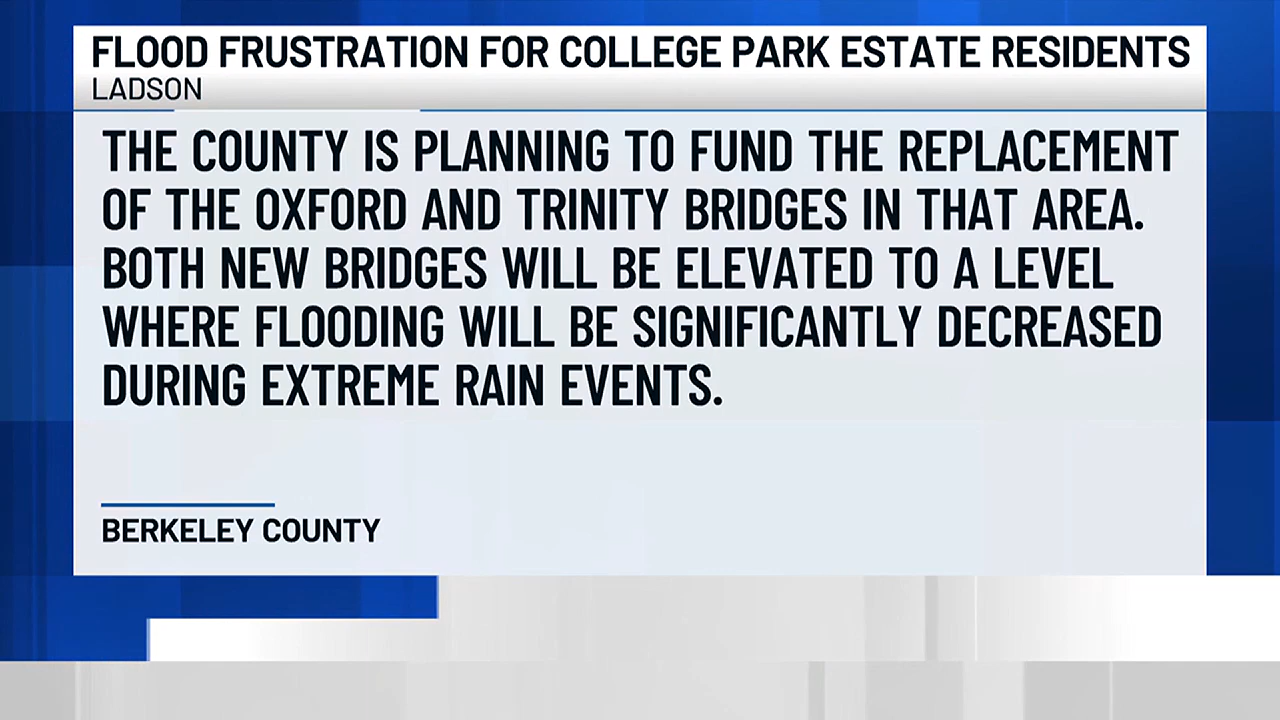 FLOOD FRUSTRATION FOR COLLEGE PARK ESTATE RESIDENTS
LADSON
THE COUNTY IS PLANNING TO FUND THE REPLACEMENT
OF THE OXFORD AND TRINITY BRIDGES IN THAT AREA.
BOTH NEW BRIDGES WILL BE ELEVATED TO A LEVEL
WHERE FLOODING WILL BE SIGNIFICANTLY DECREASED
DURING EXTREME RAIN EVENTS.
BERKELEY COUNTY